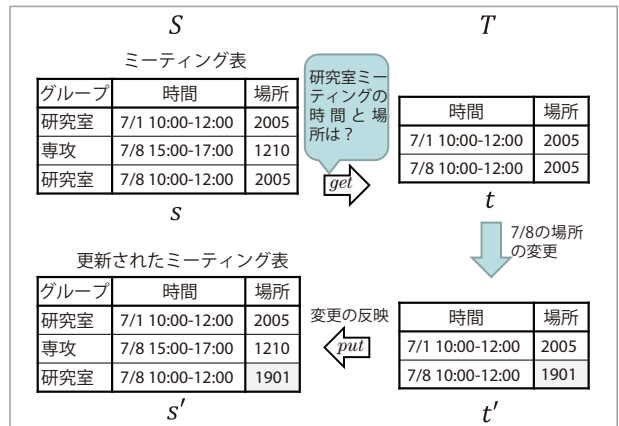 S
T
ミーティング表
グループ 時間 場所
研究室 7/1 10:00-12:00 2005
専攻 7/8 15:00-17:00 1210
研究室 7/8 10:00-12:00 2005
s
研究室ミー
ティングの
時間と場
所は？
get
時間 場所
7/1 10:00-12:00 2005
7/8 10:00-12:00 2005
t
7/8の場所
の変更
更新されたミーティング表
グループ 時間 場所
研究室 7/1 10:00-12:00 2005
専攻 7/8 15:00-17:00 1210
研究室 7/8 10:00-12:00 1901
s′
変更の反映
put
時間 場所
7/1 10:00-12:00 2005
7/8 10:00-12:00 1901
t′